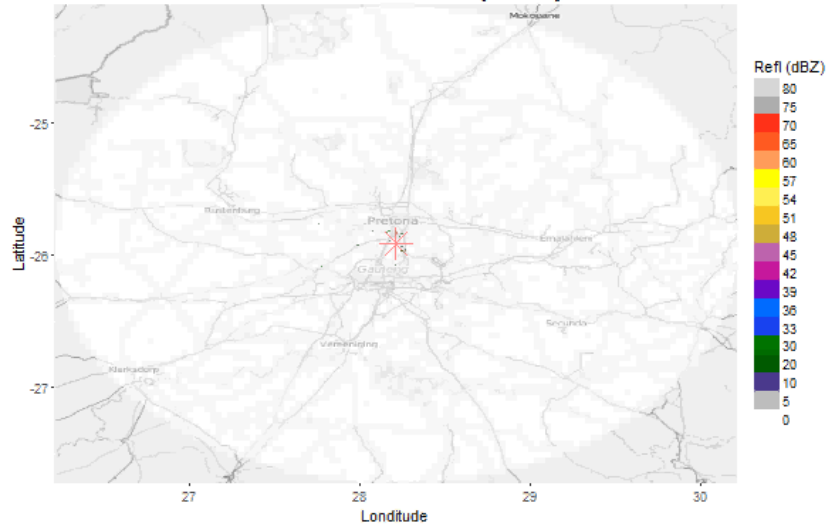 Mokopane
Refl (dBZ)
80
75
70
65
60
57
54
51
48
45
42
39
36
33
30
20
10
5
0
-25
-26
-27
Latitude
Rustenburg
Pretoria
Emalahleni
Gauteng
Secunda
Vereeniging
Klerksdorp
27
28
29
30
Londitude